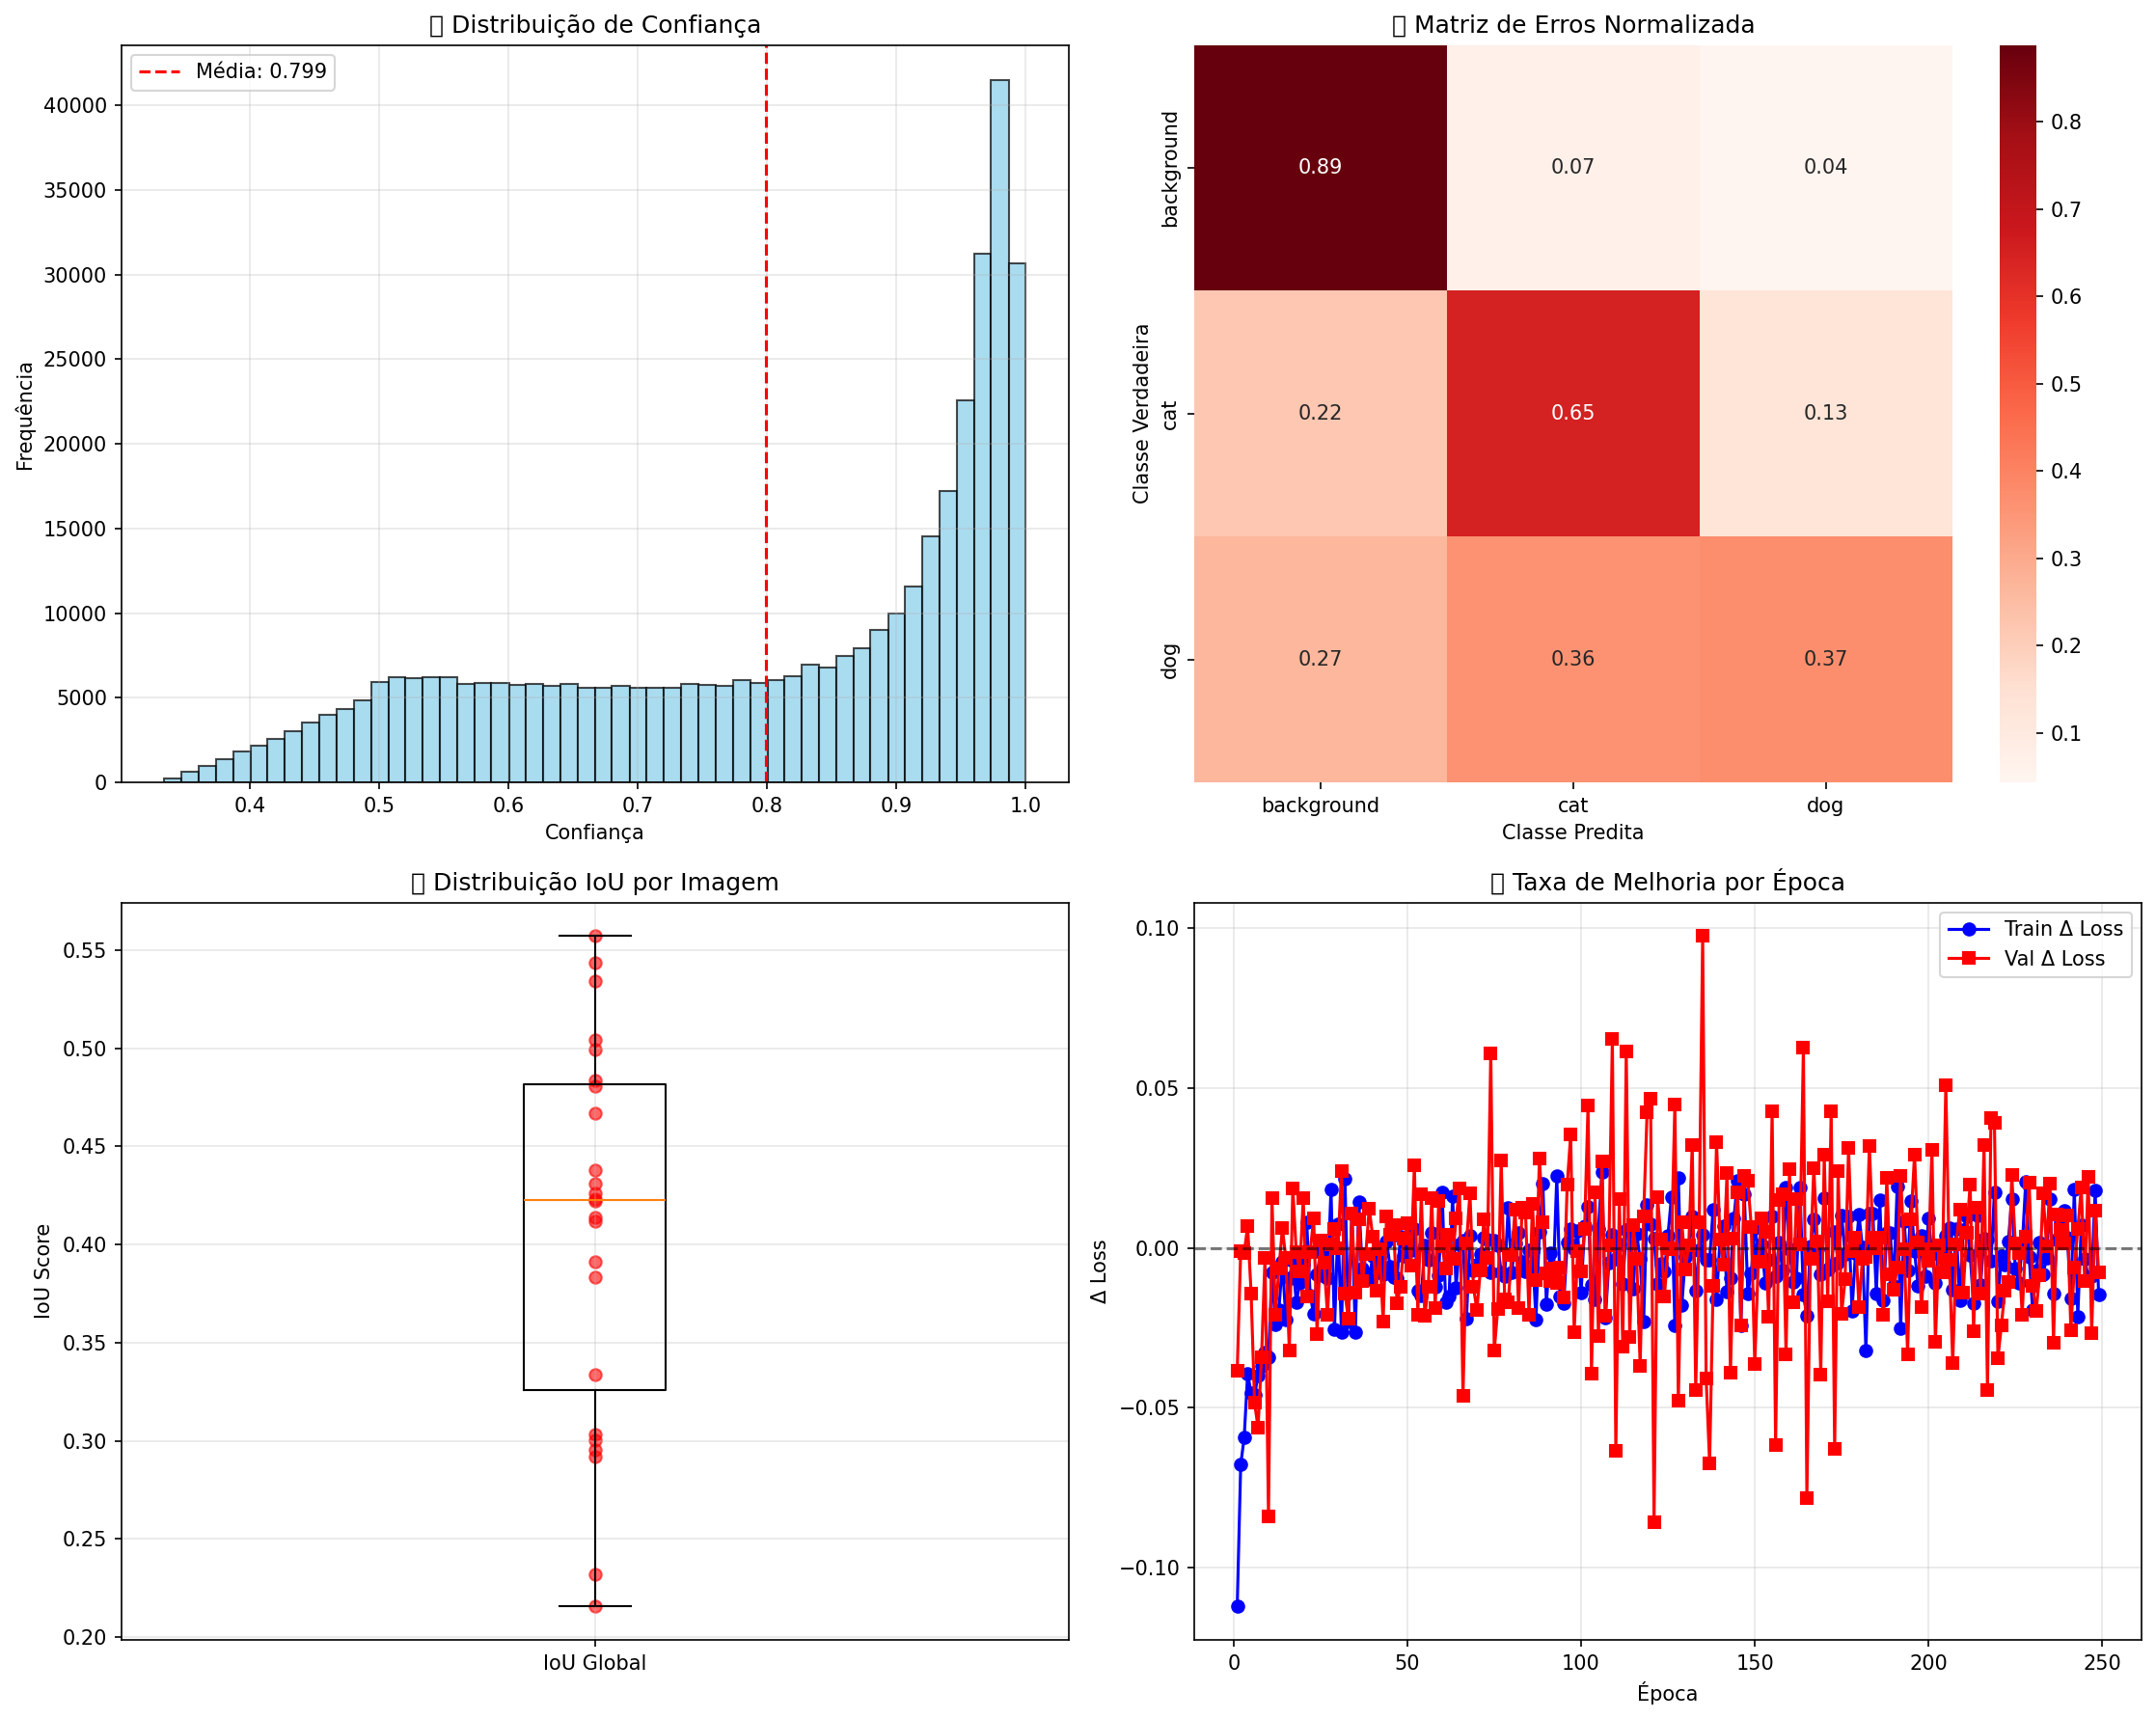 Distribuição de Confiança
Média: 0.799
Frequência
40000
35000
30000
25000
20000
15000
10000
5000
0
0.4 0.5 0.6 0.7 0.8 0.9 1.0
Confiança
Matriz de Erros Normalizada
Classe Verdadeira
background
cat
dog
0.89 0.07 0.04
0.22 0.65 0.13
0.27 0.36 0.37
background cat dog
Classe Predita
0.8
0.7
0.6
0.5
0.4
0.3
0.2
0.1
Distribuição IoU por Imagem
IoU Score
0.55
0.50
0.45
0.40
0.35
0.30
0.25
0.20
IoU Global
Taxa de Melhoria por Época
Train Δ Loss
Val Δ Loss
Δ Loss
0.10
0.05
0.00
−0.05
−0.10
0 50 100 150 200 250
Época